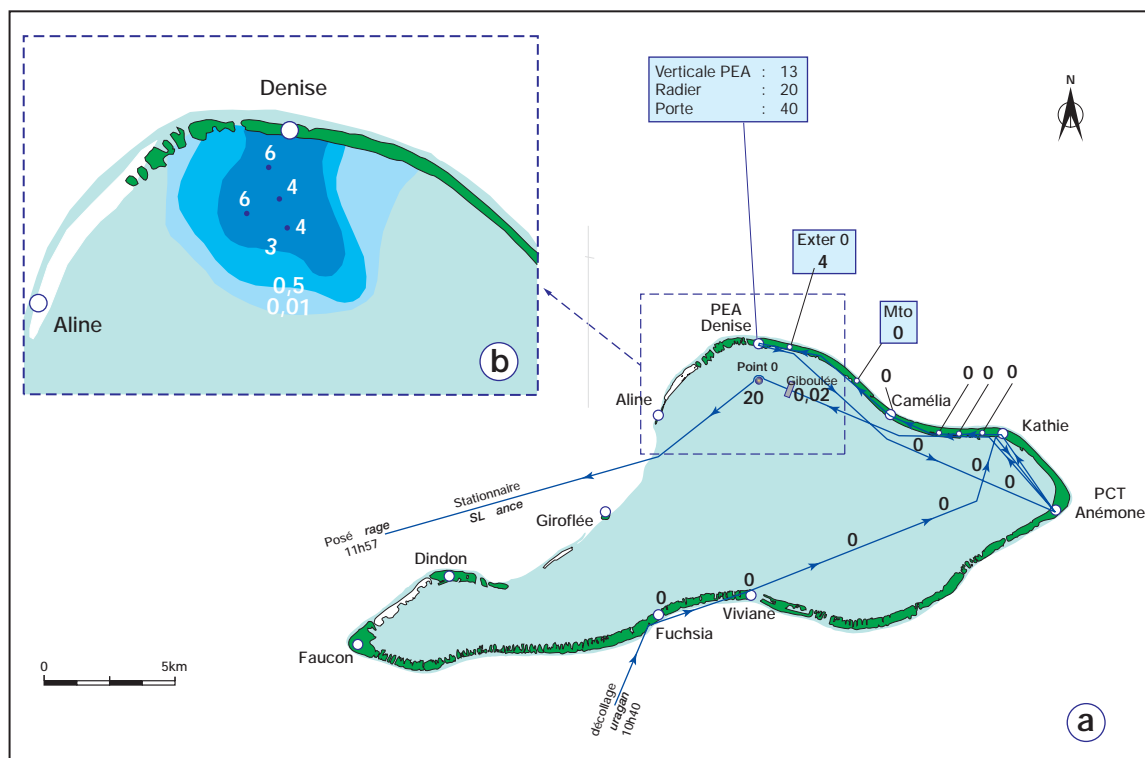 Denise
6
4
6
4
3
0,5
0,01
Aline
b
Verticale PEA : 13
Radier : 20
Porte : 40
N
Exter 0
4
PEA
Denise
Mto
0
Point 0
20
Giboulée
0,02
Aline
0
Camélia
0 0 0
Kathie
0
0
0
PCT
Anémone
0
0
Stationnaire
SL ance
Posé rage
11h57
Giroflée
Dindon
0
0
Viviane
Fuchsia
Faucon
0 5km
décollage
uragan
10h40
a